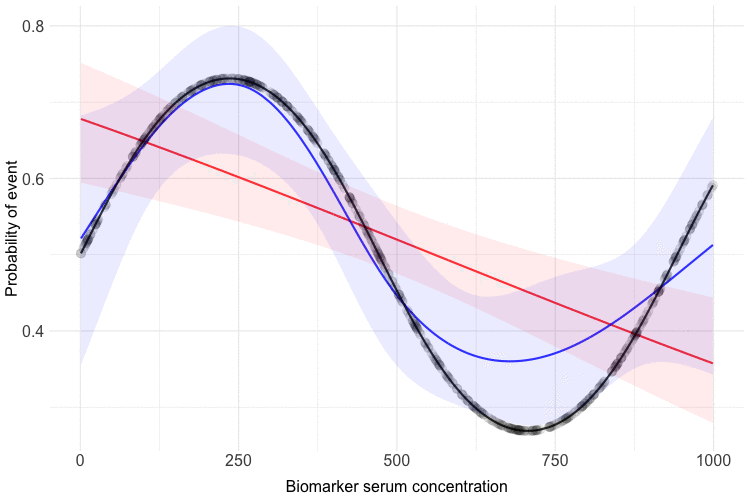 0.8
0.6
0.4
Probability of event
0 250 500 750 1000
Biomarker serum concentration